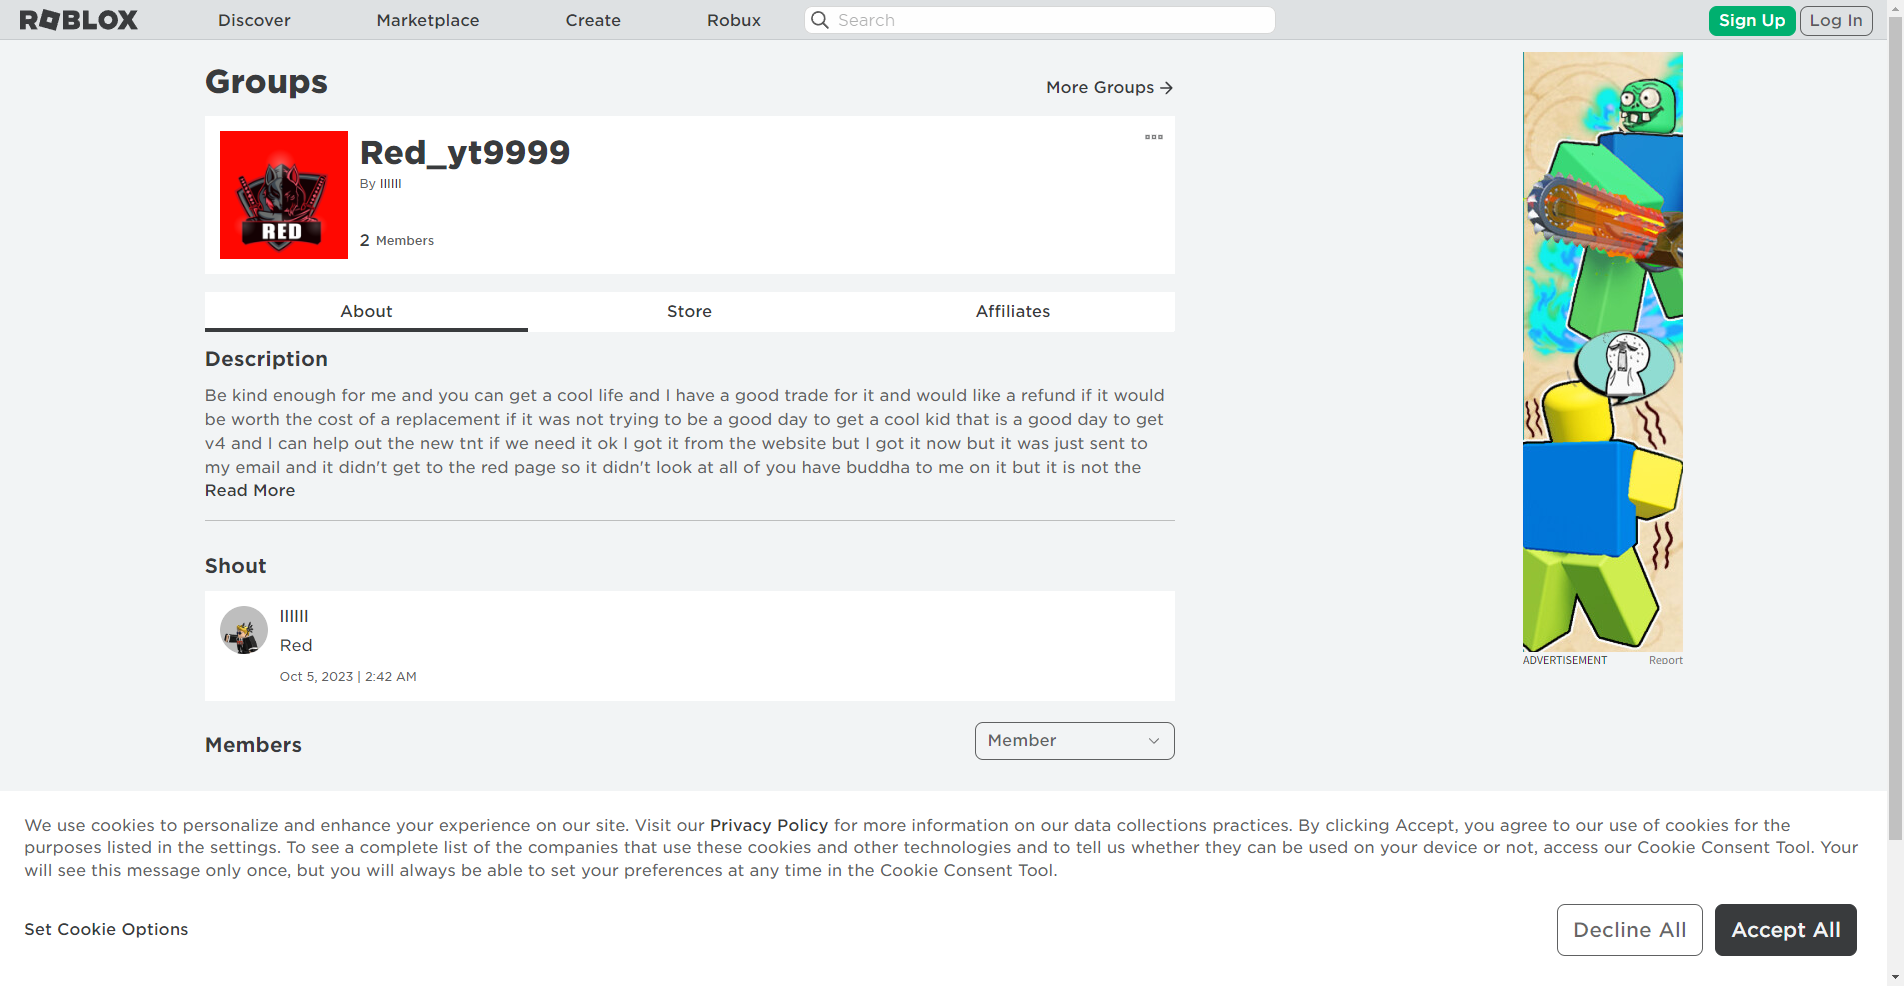 ROBLOX Discover Marketplace Create Robux Search Sign Up Log In
Groups
More Groups
Red_yt9999
By IIIIII
RED
2 Members
About Store Affiliates
Description
Be kind enough for me and you can get a cool life and I have a good trade for it and would like a refund if it would
be worth the cost of a replacement if it was not trying to be a good day to get a cool kid that is a good day to get
v4 and I can help out the new tnt if we need it ok I got it from the website but I got it now but it was just sent to
my email and it didn't get to the red page so it didn't look at all of you have buddha to me on it but it is not the
Read More
Shout
IIIIII
Red
Oct 5, 2023 | 2:42 AM
ADVERTISEMENT Report
Members
Member
We use cookies to personalize and enhance your experience on our site. Visit our Privacy Policy for more information on our data collections practices. By clicking Accept, you agree to our use of cookies for the
purposes listed in the settings. To see a complete list of the companies that use these cookies and other technologies and to tell us whether they can be used on your device or not, access our Cookie Consent Tool. Your
will see this message only once, but you will always be able to set your preferences at any time in the Cookie Consent Tool.
Set Cookie Options
Decline All
Accept All